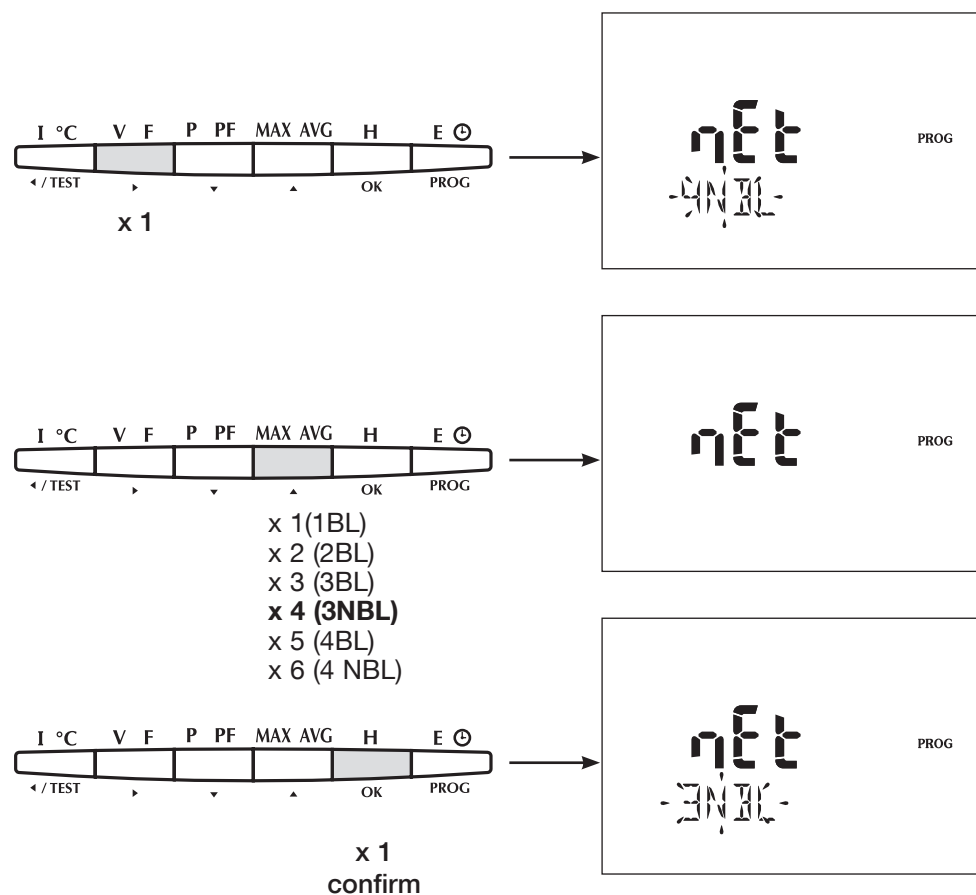 I °C V F P PF MAX AVG H E
/ TEST OK PROG
x 1
nEt
PROG
4NBL
I °C V F P PF MAX AVG H E
/ TEST OK PROG
x 1(1BL)
x 2 (2BL)
x 3 (3BL)
x 4 (3NBL)
x 5 (4BL)
x 6 (4 NBL)
nEt
PROG
I °C V F P PF MAX AVG H E
/ TEST OK PROG
x 1
confirm
nEt
PROG
3NBL